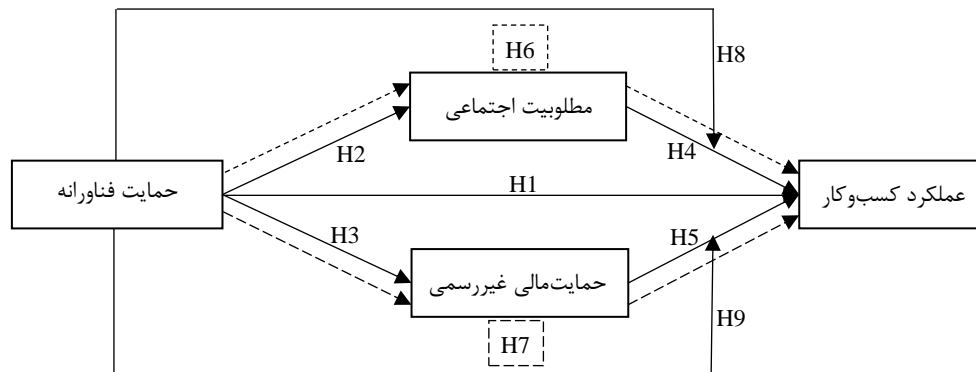 H6
H8
مطلوبیت اجتماعی
H2
H4
حمایت فناورانه
H1
عملکرد کسب‌وکار
H3
H5
حمایت‌مالی غیررسمی
H9
H7